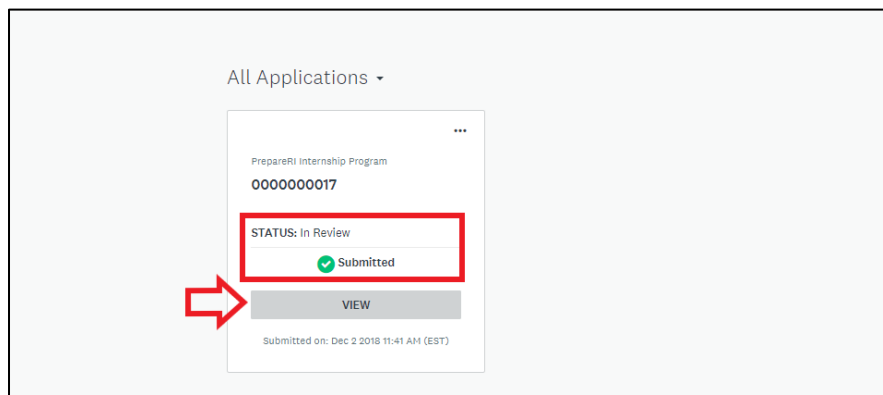 All Applications
PrepareRI Internship Program
0000000017
STATUS: In Review
Submitted
VIEW
Submitted on: Dec 2 2018 11:41 AM (EST)